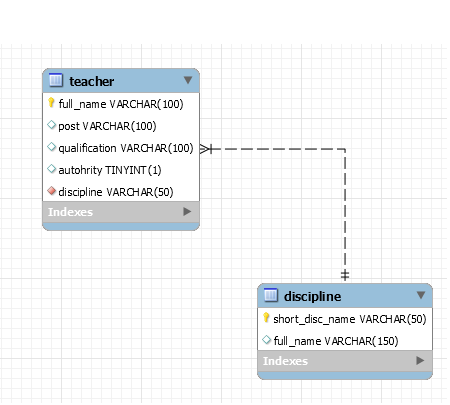 teacher
full_name VARCHAR(100)
post VARCHAR(100)
qualification VARCHAR(100)
autohrity TINYINT(1)
discipline VARCHAR(50)
Indexes
discipline
short_disc_name VARCHAR(50)
full_name VARCHAR(150)
Indexes